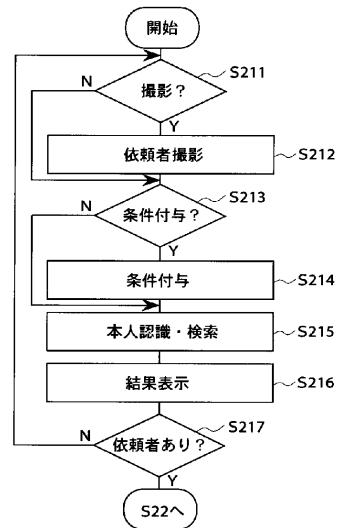 開始
N
撮影？
S211
Y
依頼者撮影
S212
N
条件付与？
S213
Y
条件付与
S214
本人認識・検索
S215
結果表示
S216
N
依頼者あり？
S217
Y
S22へ